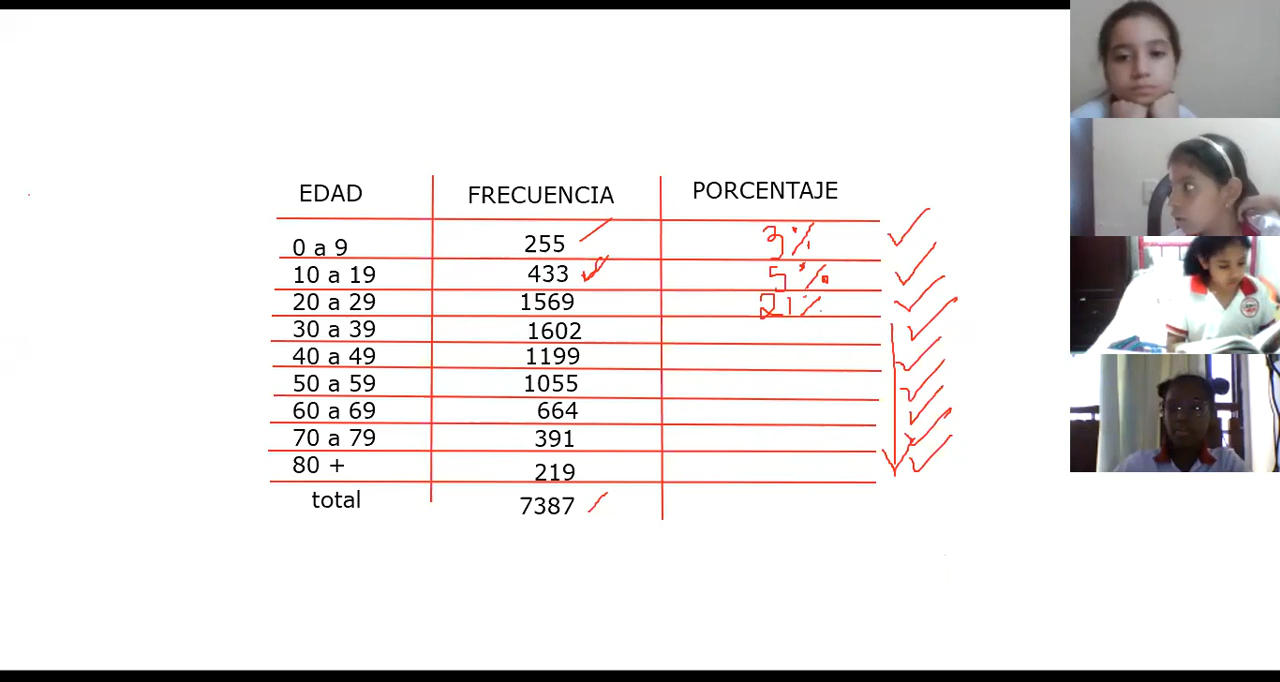 EDAD FRECUENCIA PORCENTAJE
0 a 9 255 3%
10 a 19 433 5%
20 a 29 1569 21%
30 a 39 1602
40 a 49 1199
50 a 59 1055
60 a 69 664
70 a 79 391
80 + 219
total 7387